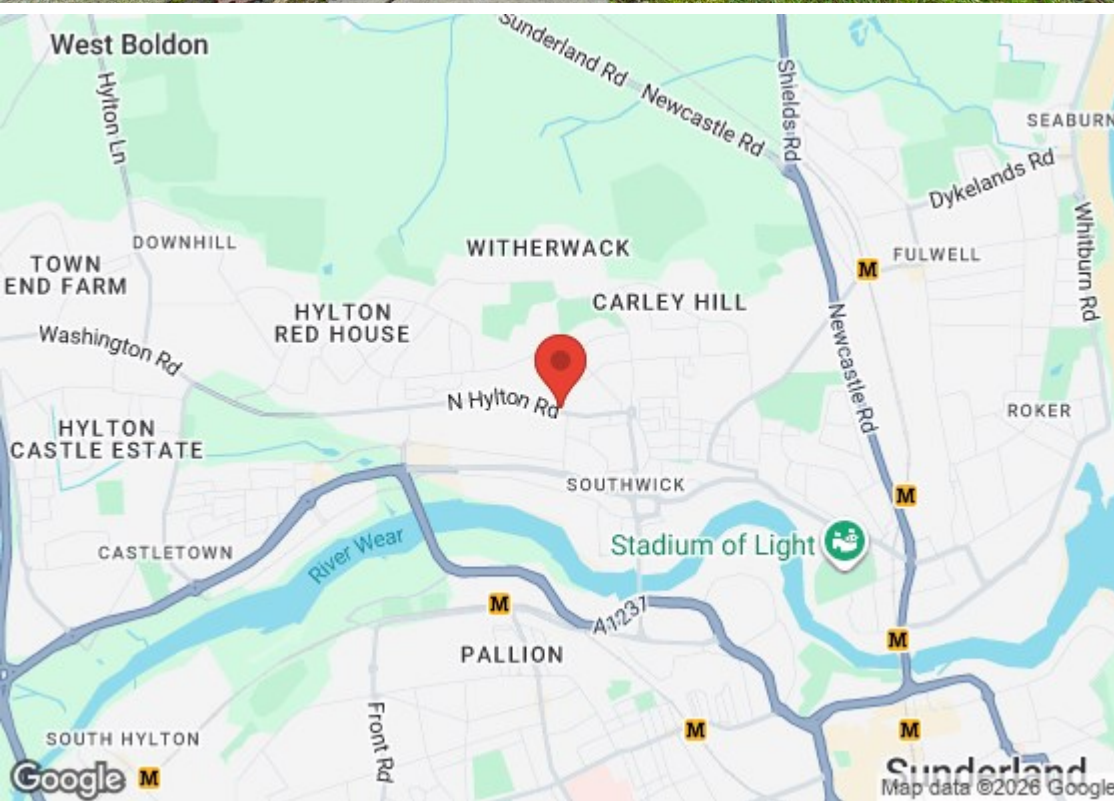 West Boldon
Hylton Ln
Sunderland Rd
Newcastle Rd
Shields Rd
SEABURN
Dykelands Rd
Whitburn Rd
DOWNHILL
WITHERWACK
M
FULWELL
TOWN
END FARM
HYLTON
RED HOUSE
CARLEY HILL
Washington Rd
Newcastle Rd
N Hylton Rd
ROKER
HYLTON
CASTLE ESTATE
SOUTHWICK
M
CASTLETOWN
River Wear
Stadium of Light
M
A1231
M
PALLION
Front Rd
M
M
SOUTH HYLTON
M
Sunderland
Google
Map data ©2026 Google